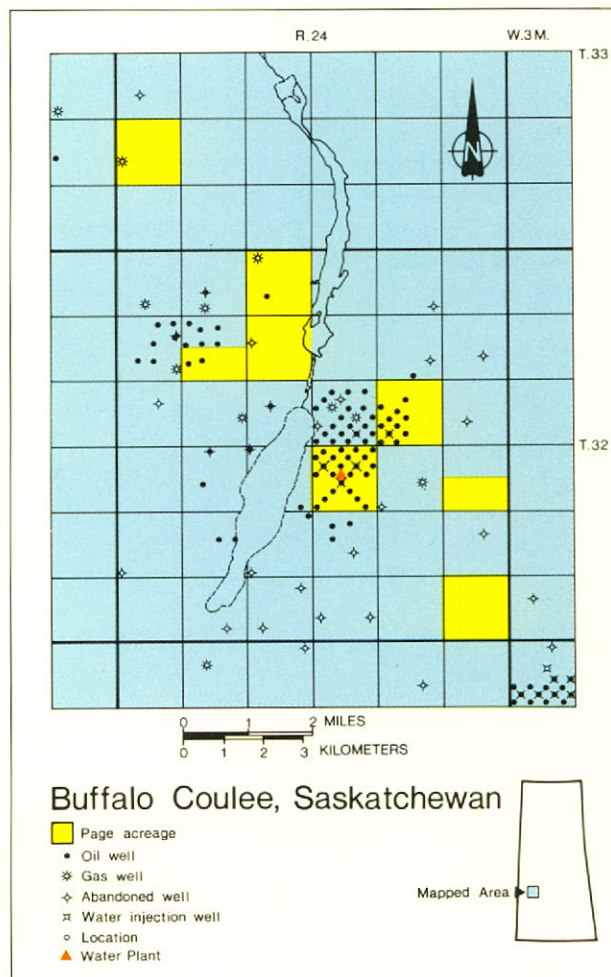 R. 24 W. 3 M.
T. 33
N
T. 32
0 1 2 MILES
0 1 2 3 KILOMETERS
Buffalo Coulee, Saskatchewan
Page acreage
Oil well
Gas well
Abandoned well
Water injection well
Location
Water Plant
Mapped Area